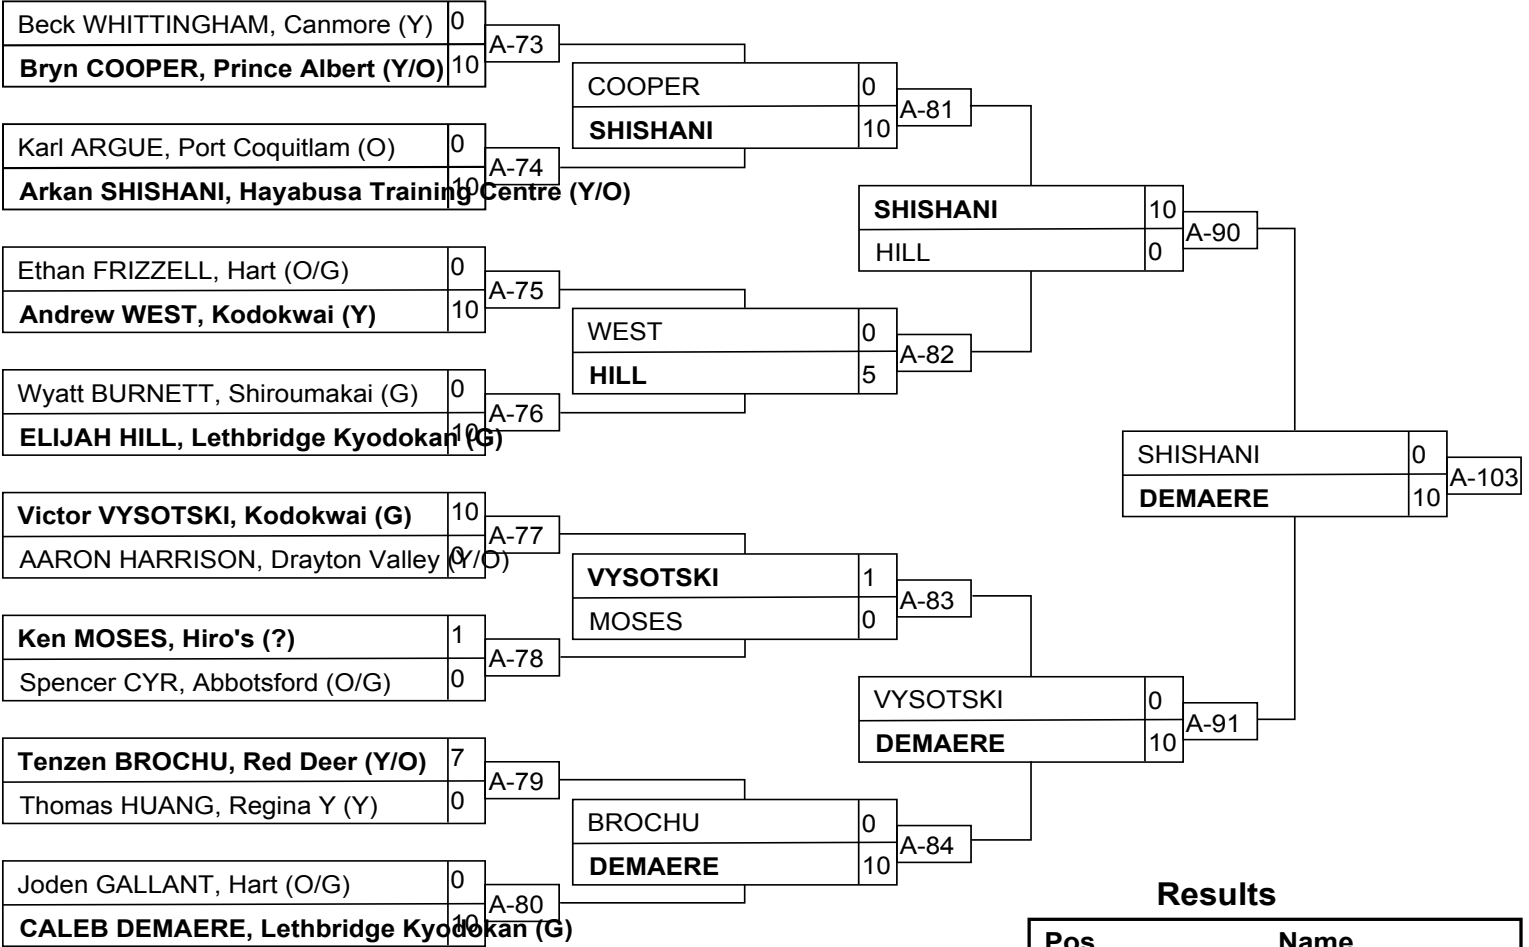 Beck WHITTINGHAM, Canmore (Y) 0
Bryn COOPER, Prince Albert (Y/O) 10
A-73
Karl ARGUE, Port Coquitlam (O) 0
Arkan SHISHANI, Hayabusa Training Centre (Y/O) 10
A-74
Ethan FRIZZELL, Hart (O/G) 0
Andrew WEST, Kodokwai (Y) 10
A-75
Wyatt BURNETT, Shiroumakai (G) 0
ELIJAH HILL, Lethbridge Kyodokan (G) 10
A-76
Victor VYSOTSKI, Kodokwai (G) 10
AARON HARRISON, Drayton Valley (Y/O) 0
A-77
Ken MOSES, Hiro's (?) 1
Spencer CYR, Abbotsford (O/G) 0
A-78
Tenzen BROCHU, Red Deer (Y/O) 7
Thomas HUANG, Regina Y (Y) 0
A-79
Joden GALLANT, Hart (O/G) 0
CALEB DEMAERE, Lethbridge Kyodokan (G) 10
A-80
COOPER 0
SHISHANI 10
A-81
WEST 0
HILL 5
A-82
VYSOTSKI 1
MOSES 0
A-83
BROCHU 0
DEMAERE 10
A-84
SHISHANI 10
HILL 0
A-90
VYSOTSKI 0
DEMAERE 10
A-91
SHISHANI 0
DEMAERE 10
A-103
Results
Pos Name